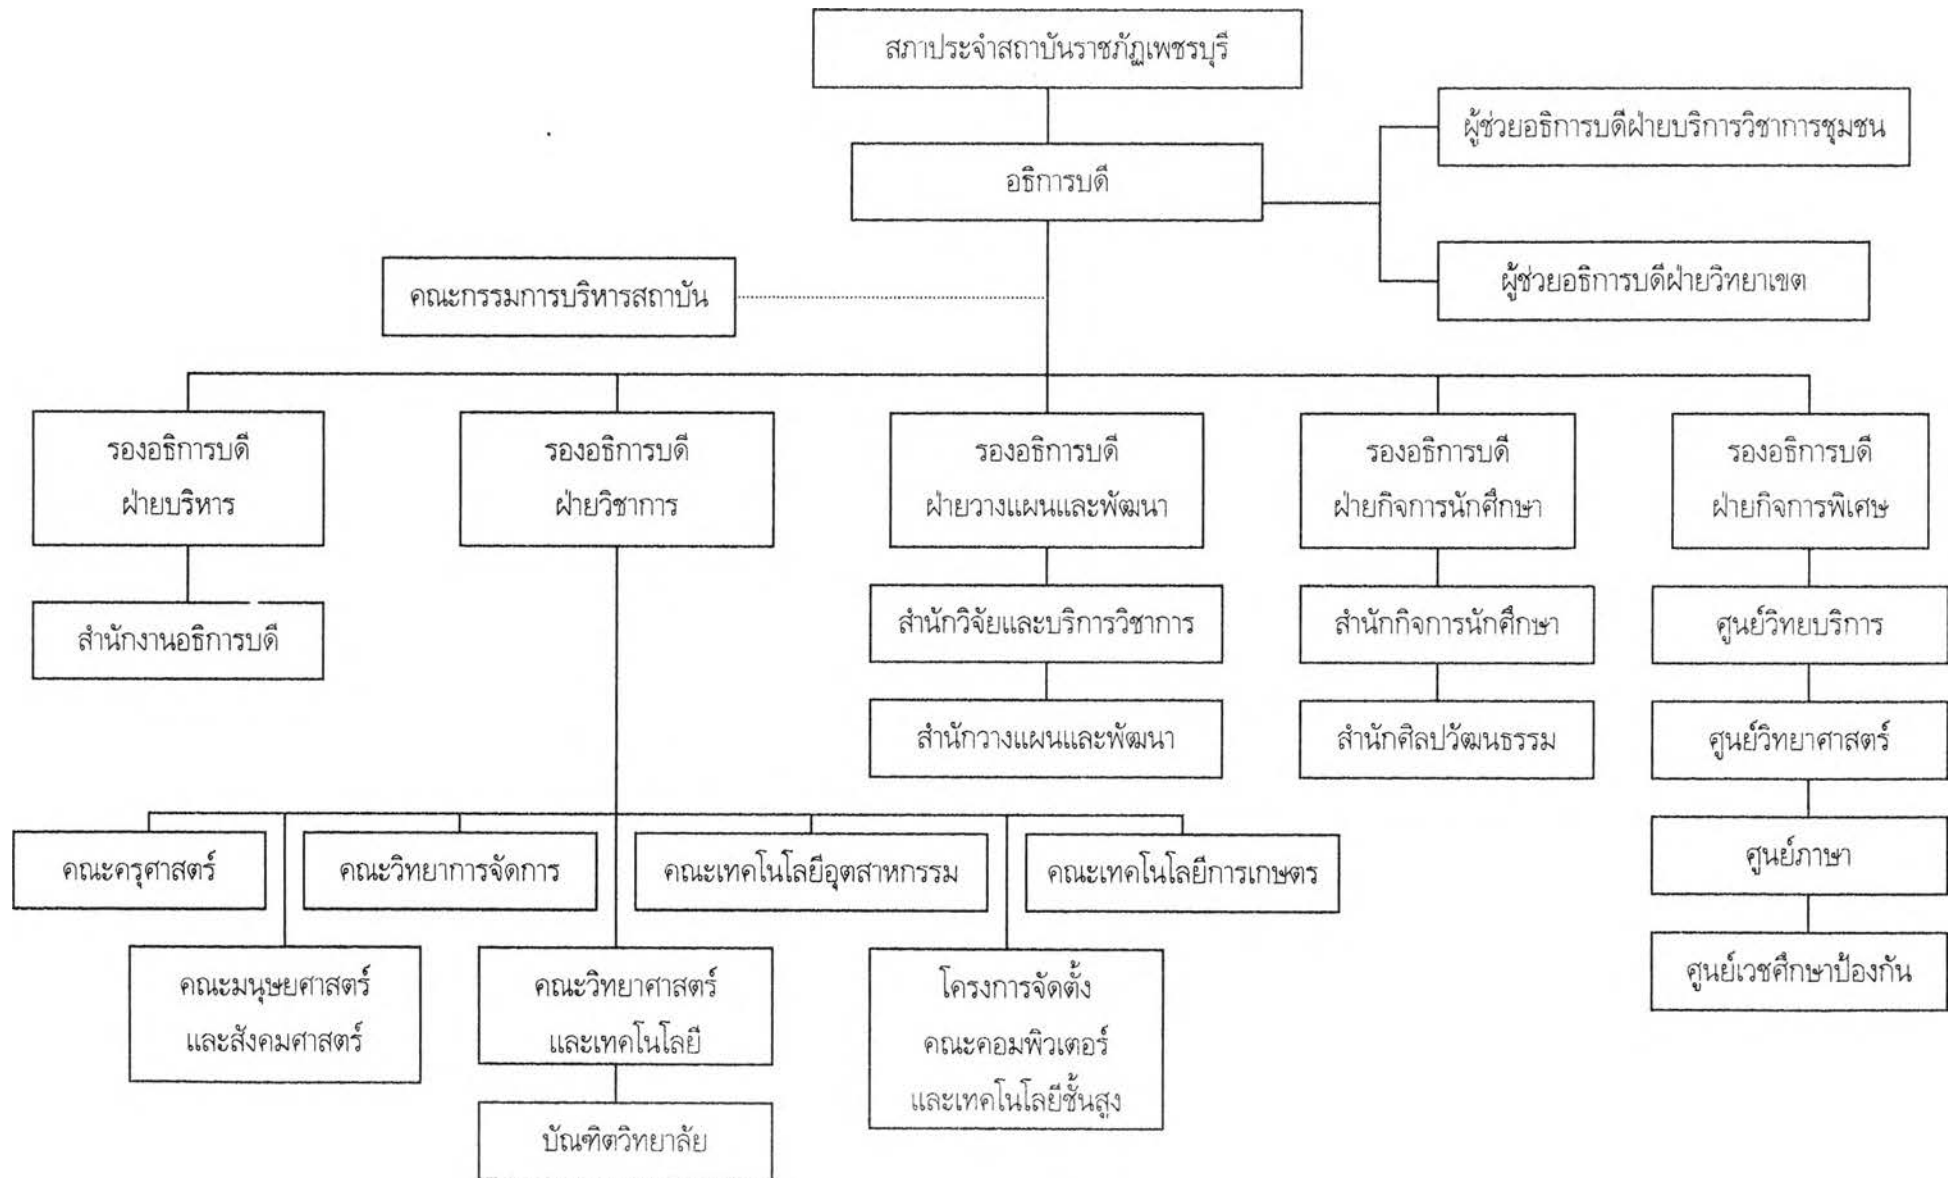 สภาประจำสถาบันราชภัฏเพชรบุรี
ผู้ช่วยอธิการบดีฝ่ายบริการวิชาการชุมชน
อธิการบดี
ผู้ช่วยอธิการบดีฝ่ายวิทยาเขต
คณะกรรมการบริหารสถาบัน
รองอธิการบดี
ฝ่ายบริหาร
รองอธิการบดี
ฝ่ายวิชาการ
รองอธิการบดี
ฝ่ายวางแผนและพัฒนา
รองอธิการบดี
ฝ่ายกิจการนักศึกษา
รองอธิการบดี
ฝ่ายกิจการพิเศษ
สำนักงานอธิการบดี
สำนักวิจัยและบริการวิชาการ
สำนักกิจการนักศึกษา
ศูนย์วิทยบริการ
สำนักวางแผนและพัฒนา
สำนักศิลปวัฒนธรรม
ศูนย์วิทยาศาสตร์
คณะครุศาสตร์
คณะวิทยาการจัดการ
คณะเทคโนโลยีอุตสาหกรรม
คณะเทคโนโลยีการเกษตร
ศูนย์ภาษา
คณะมนุษยศาสตร์
และสังคมศาสตร์
คณะวิทยาศาสตร์
และเทคโนโลยี
โครงการจัดตั้ง
คณะคอมพิวเตอร์
และเทคโนโลยีชั้นสูง
ศูนย์เวชศึกษาป้องกัน
บัณฑิตวิทยาลัย